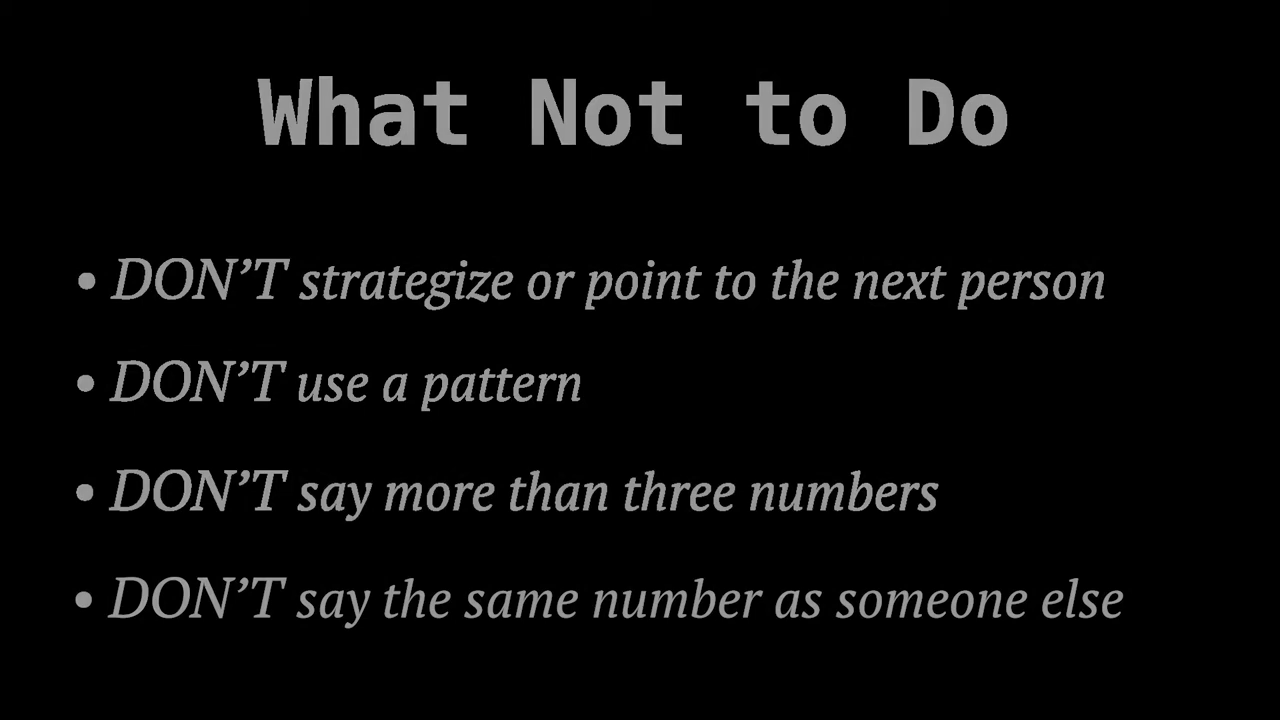 What Not to Do
• DON’T strategize or point to the next person
• DON’T use a pattern
• DON’T say more than three numbers
• DON’T say the same number as someone else